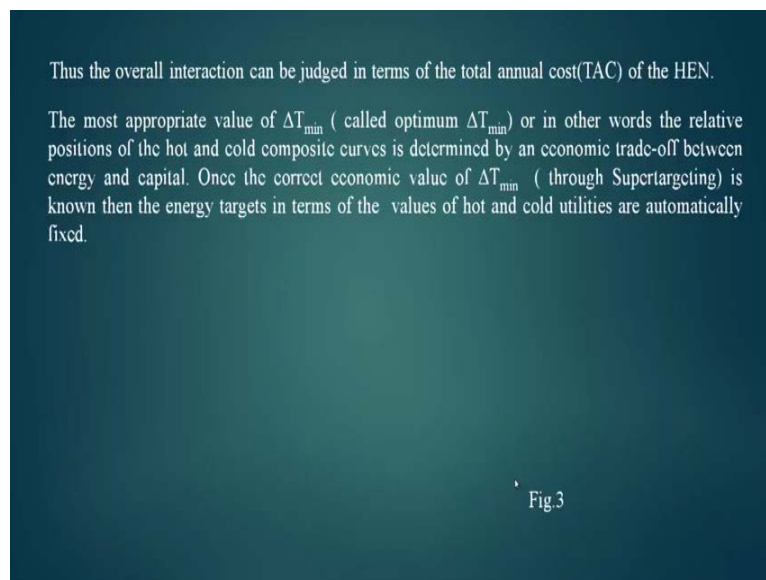 Thus the overall interaction can be judged in terms of the total annual cost(TAC) of the HEN.
The most appropriate value of ΔTmin ( called optimum ΔTmin) or in other words the relative
positions of the hot and cold composite curves is determined by an economic trade-off between
energy and capital. Once the correct economic value of ΔTmin ( through Supertargeting) is
known then the energy targets in terms of the values of hot and cold utilities are automatically
fixed.
Fig.3